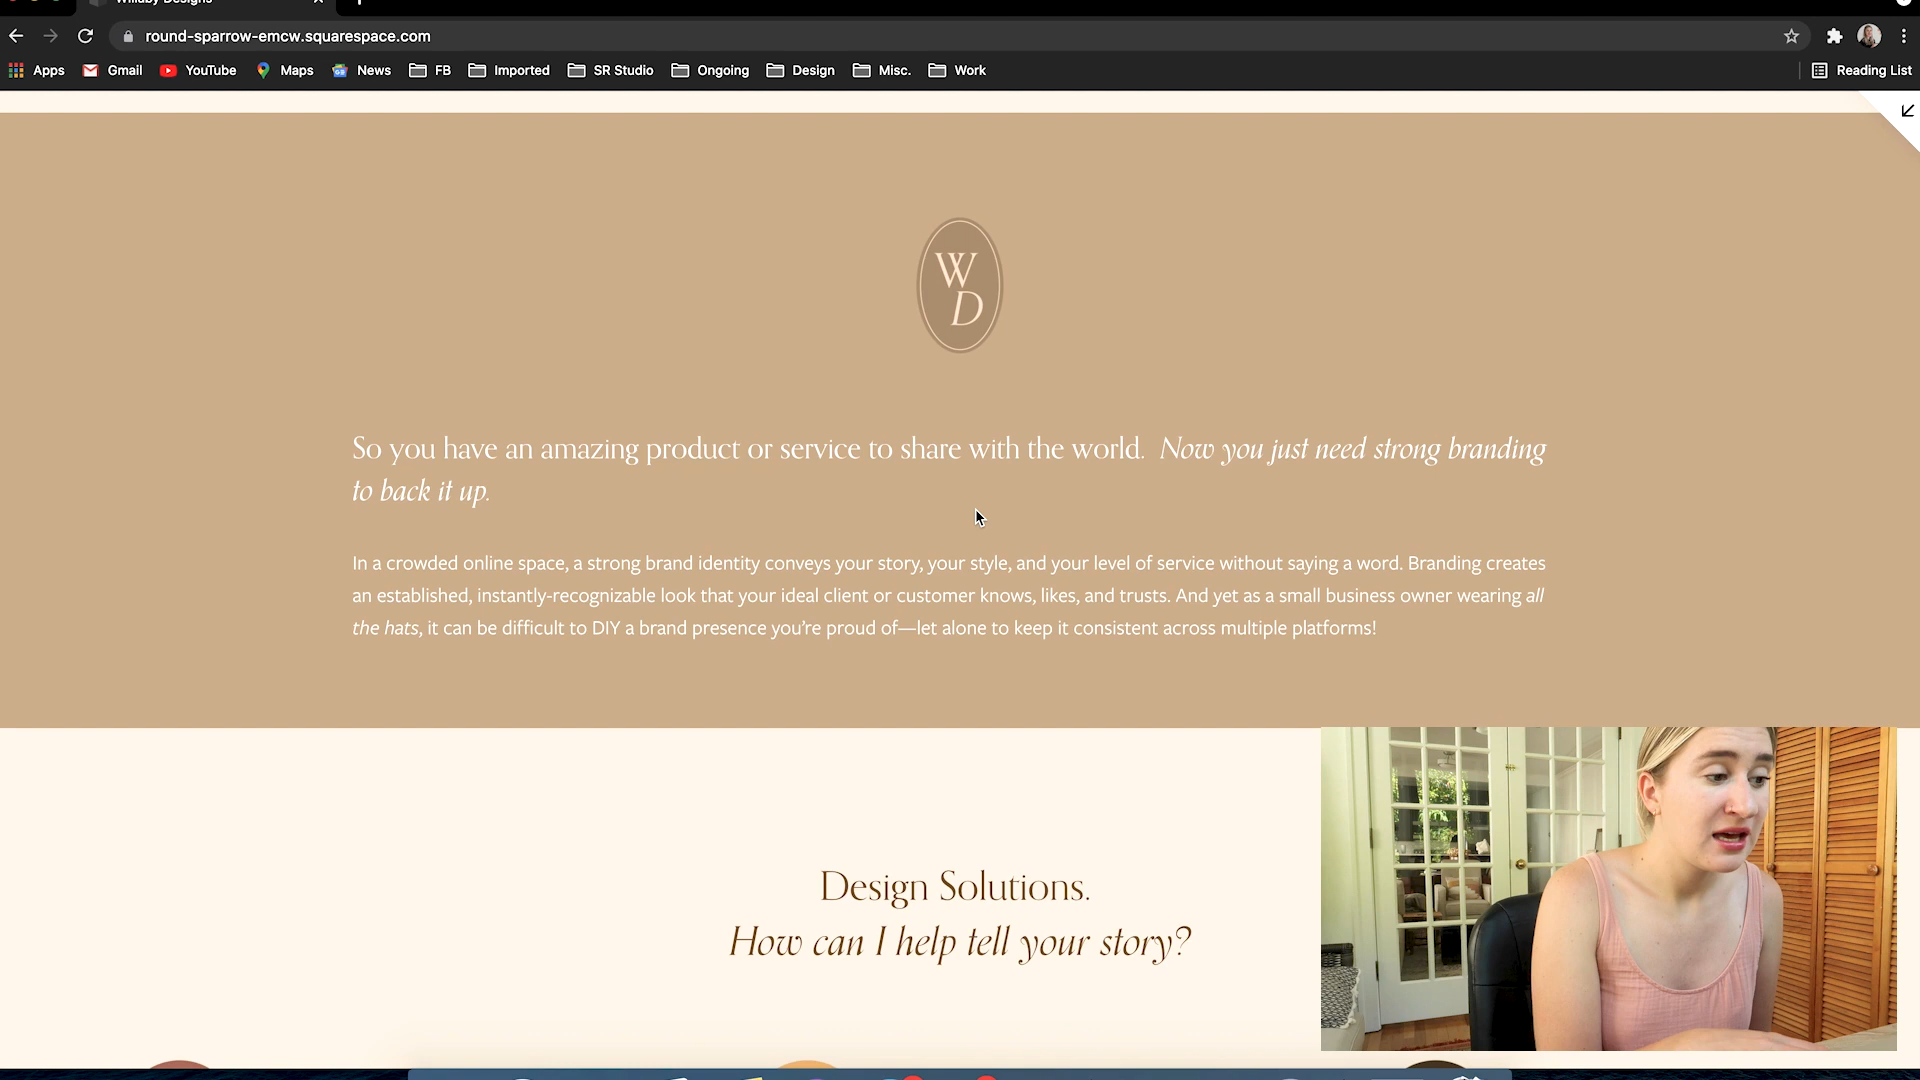 Willaby Designs
round-sparrow-emcw.squarespace.com
Apps Gmail YouTube Maps News FB Imported SR Studio Ongoing Design Misc. Work Reading List
W
D
So you have an amazing product or service to share with the world. Now you just need strong branding
to back it up.
In a crowded online space, a strong brand identity conveys your story, your style, and your level of service without saying a word. Branding creates
an established, instantly-recognizable look that your ideal client or customer knows, likes, and trusts. And yet as a small business owner wearing all
the hats, it can be difficult to DIY a brand presence you’re proud of—let alone to keep it consistent across multiple platforms!
Design Solutions.
How can I help tell your story?